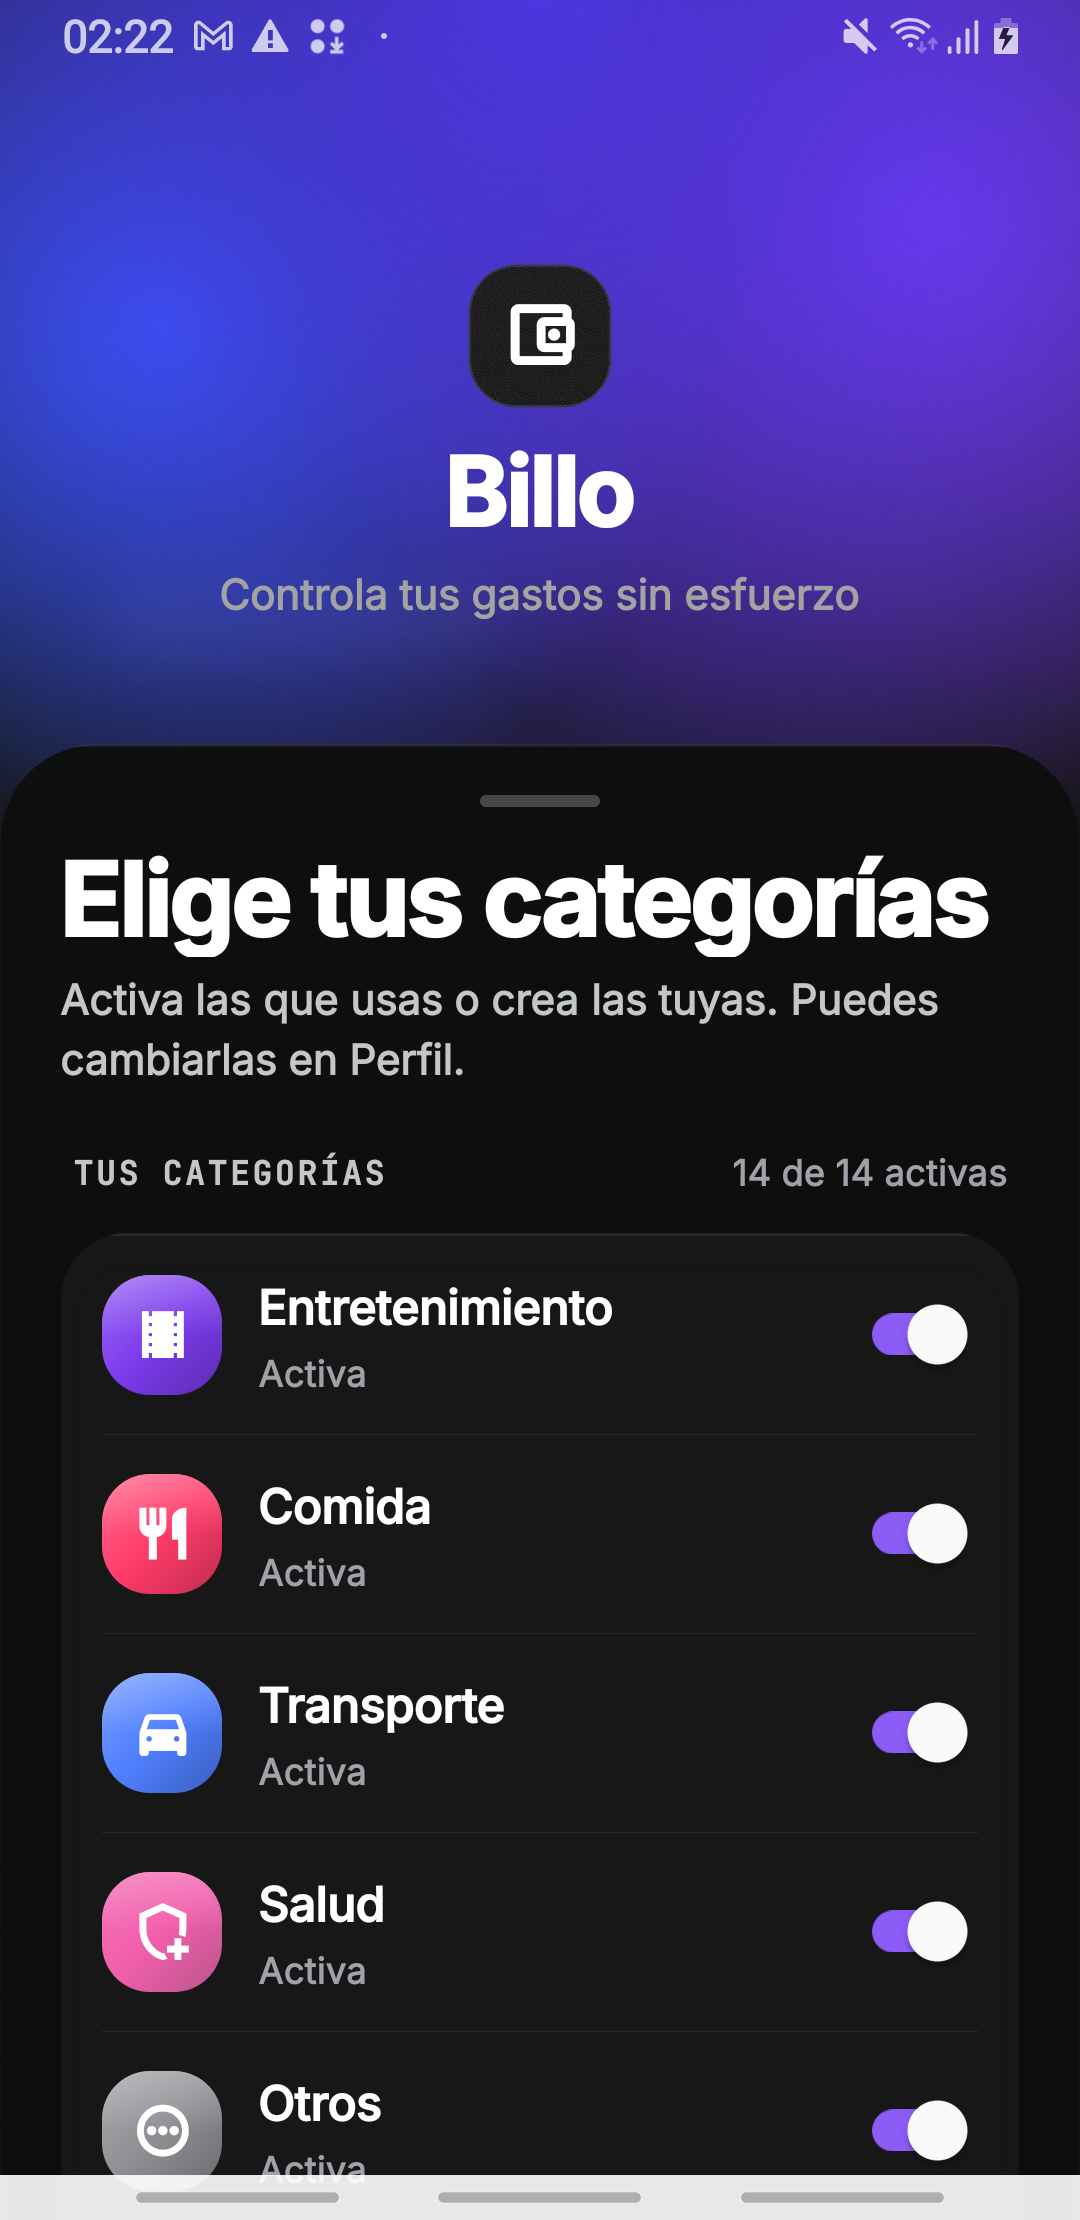 02:22
Billo
Controla tus gastos sin esfuerzo
Elige tus categorías
Activa las que usas o crea las tuyas. Puedes
cambiarlas en Perfil.
TUS CATEGORÍAS
14 de 14 activas
Entretenimiento
Activa
Comida
Activa
Transporte
Activa
Salud
Activa
Otros
Activa